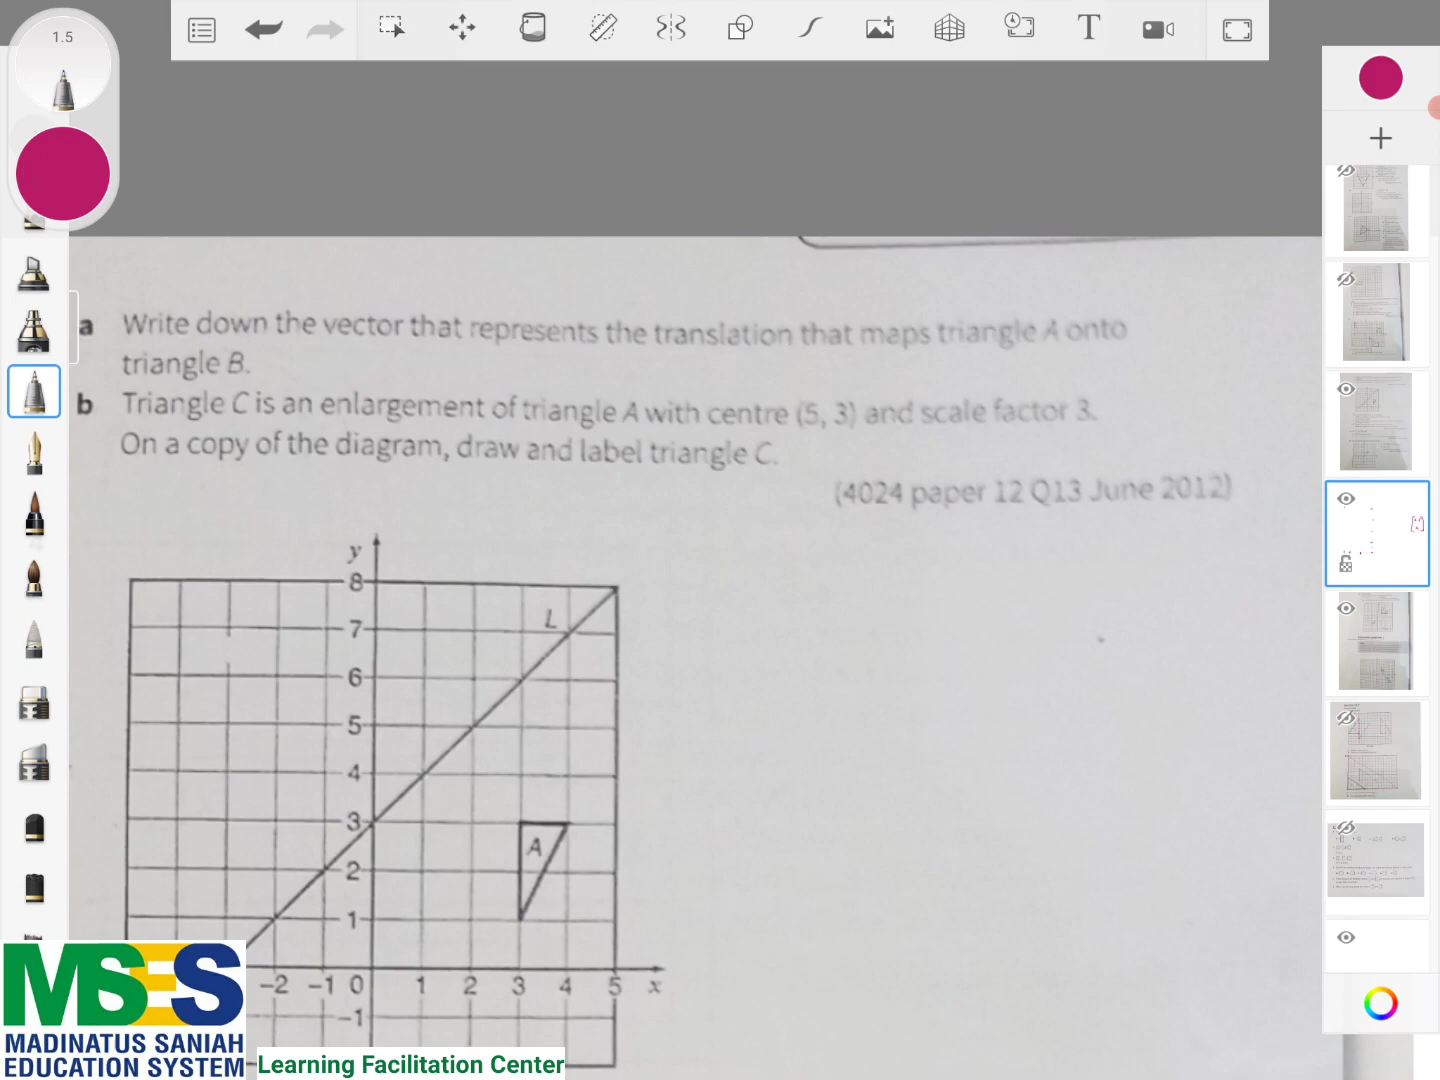 1.5
T
a Write down the vector that represents the translation that maps triangle A onto
triangle B.
b Triangle C is an enlargement of triangle A with centre (5, 3) and scale factor 3.
On a copy of the diagram, draw and label triangle C.
(4024 paper 12 Q13 June 2012)
y
8
L
7
6
5
4
3
A
2
1
-2 -1 0 1 2 3 4 5 x
-1
MSES
MADINATUS SANIAH
EDUCATION SYSTEM
Learning Facilitation Center